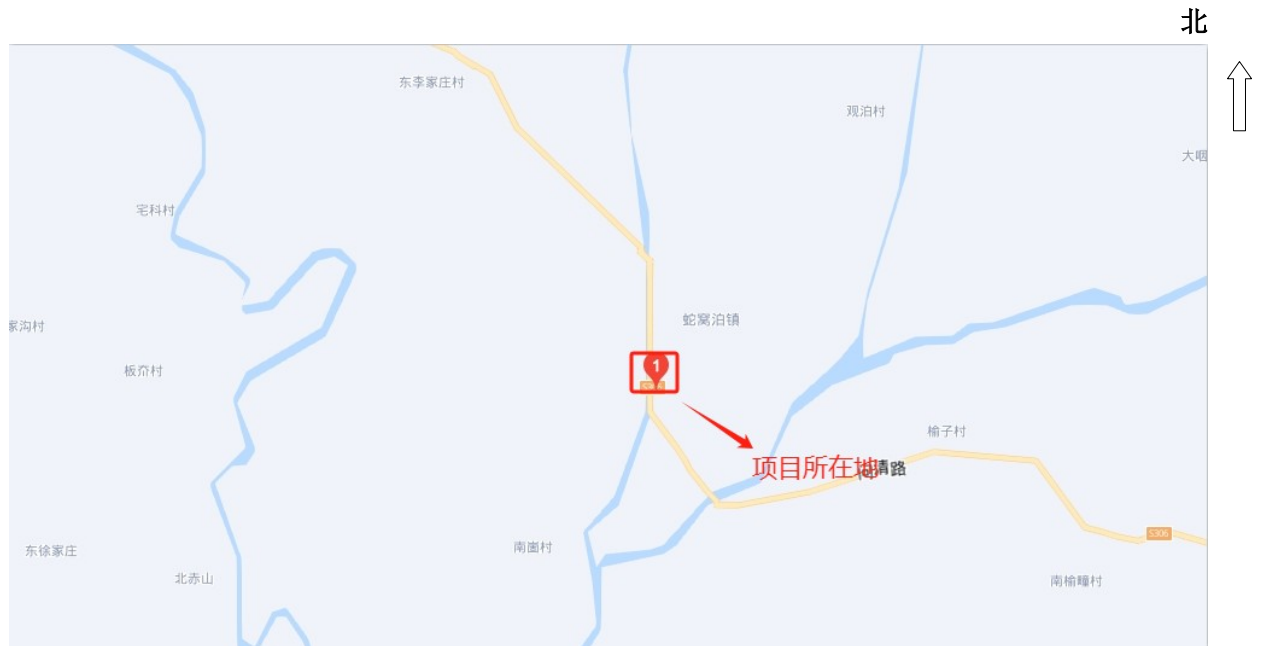 北
东李家庄村
观泊村
大咽
宅科村
蛇窝泊镇
家沟村
1
板夼村
榆子村
项目所在地
清路
S306
东徐家庄
南崮村
北赤山
南榆疃村